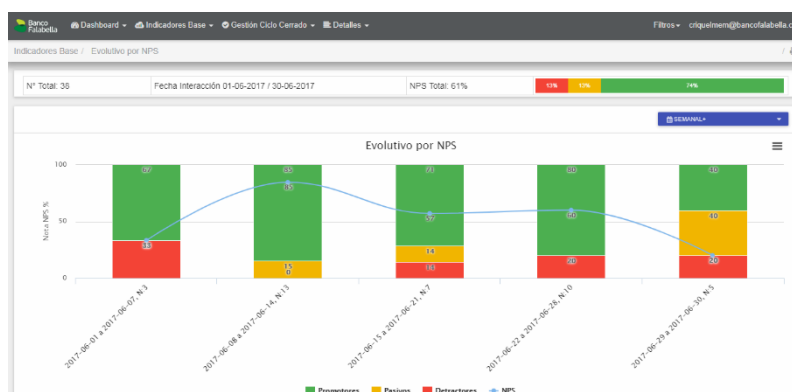 Banco Falabella
Dashboard
Indicadores Base
Gestión Ciclo Cerrado
Detalles
Filtros
criquelmem@bancofalabella.c
Indicadores Base / Evolutivo por NPS
N° Total: 38
Fecha Interacción 01-06-2017 / 30-06-2017
NPS Total: 61%
13%
13%
74%
SEMANAL
Evolutivo por NPS
Nota NPS %
100
50
0
67
33
85
85
15
0
71
57
14
14
80
60
20
40
40
20
2017-06-01 a 2017-06-07, N:3
2017-06-08 a 2017-06-14, N:13
2017-06-15 a 2017-06-21, N:7
2017-06-22 a 2017-06-28, N:10
2017-06-29 a 2017-06-30, N:5
Promotores
Pasivos
Detractores
NPS